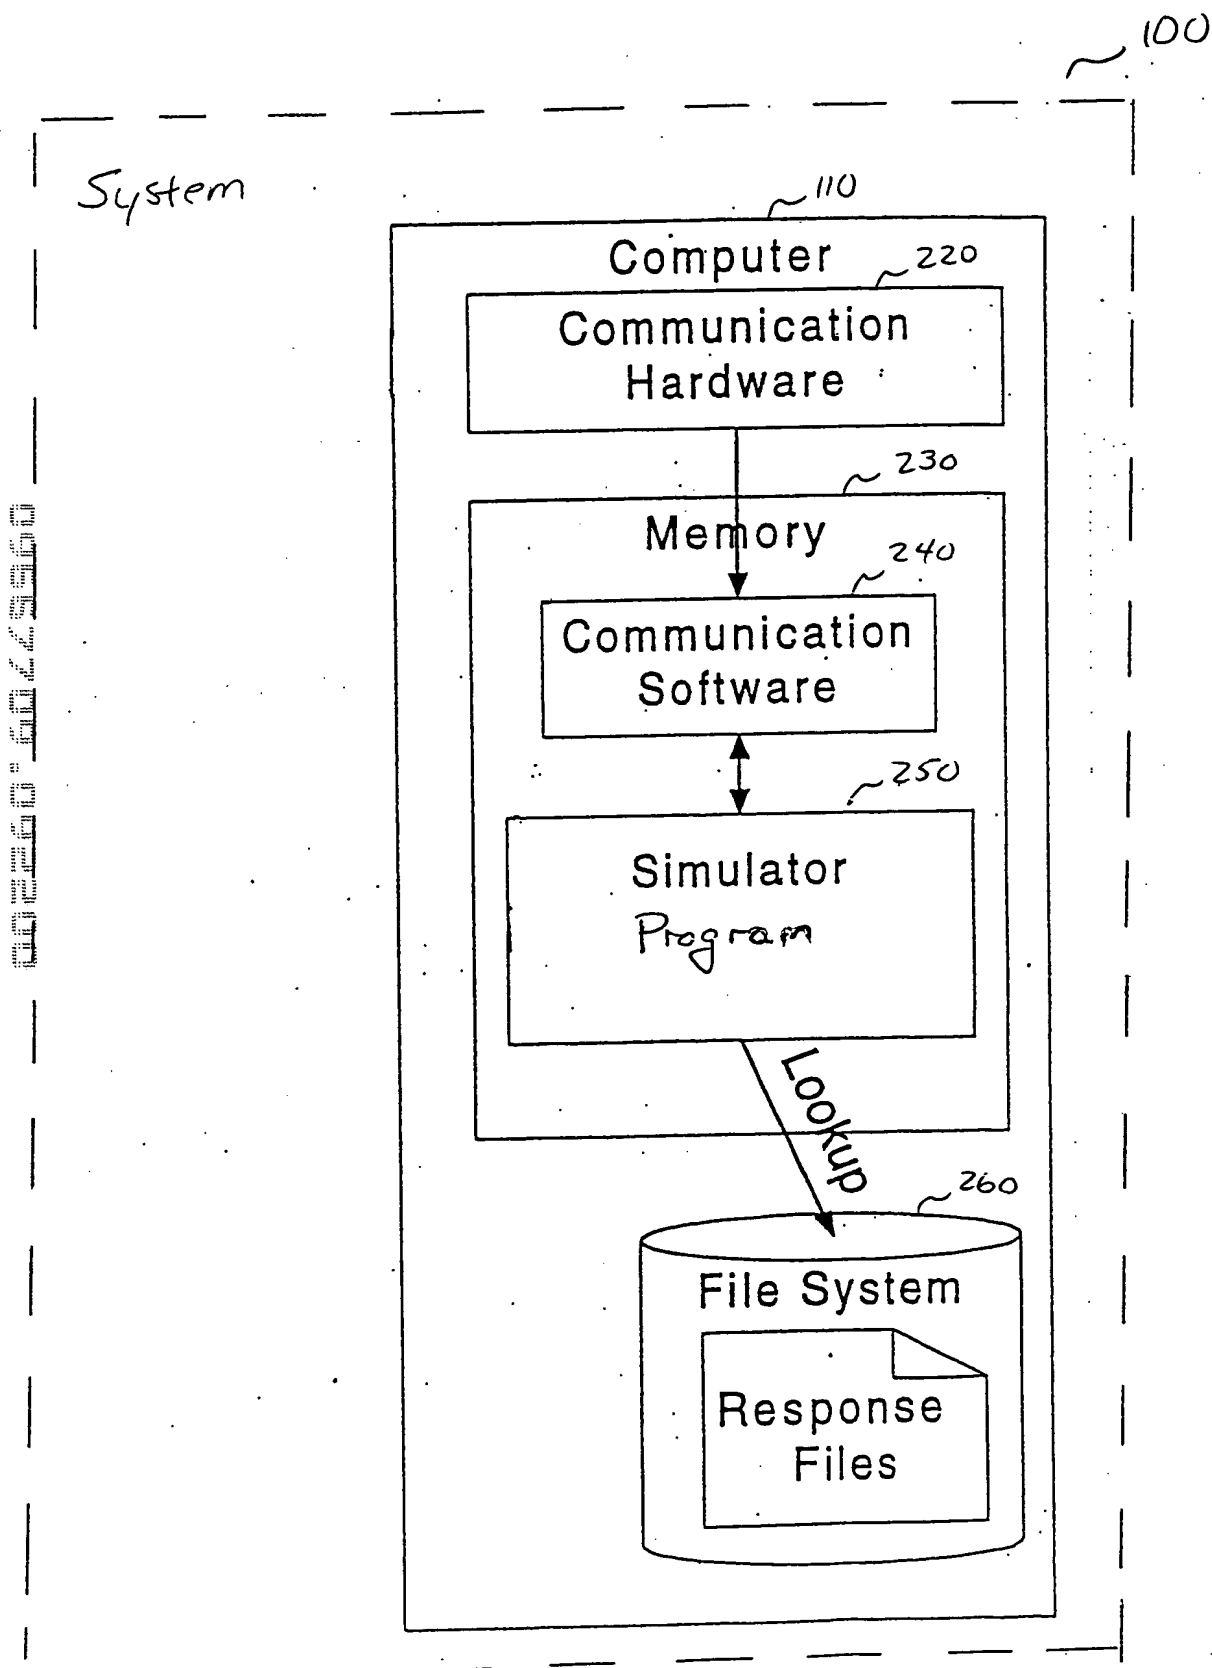 100
System
110
Computer
220
Communication
Hardware
230
Memory
240
Communication
Software
250
Simulator
Program
Lookup
260
File System
Response
Files